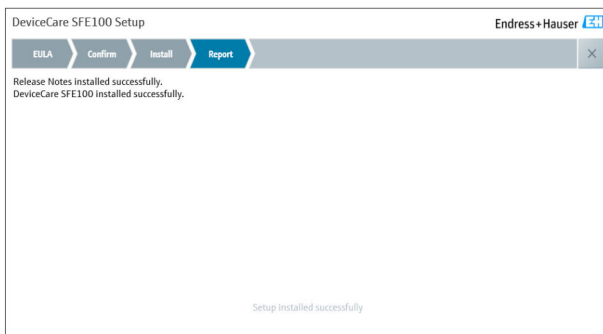 DeviceCare SFE100 Setup
Endress+Hauser EH
EULA Confirm Install Report ×
Release Notes installed successfully.
DeviceCare SFE100 installed successfully.
Setup installed successfully